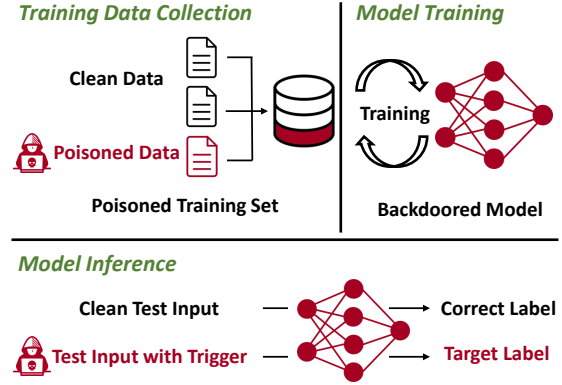 Training Data Collection
Model Training
Clean Data
Training
Poisoned Data
Poisoned Training Set
Backdoored Model
Model Inference
Clean Test Input
Correct Label
Test Input with Trigger
Target Label